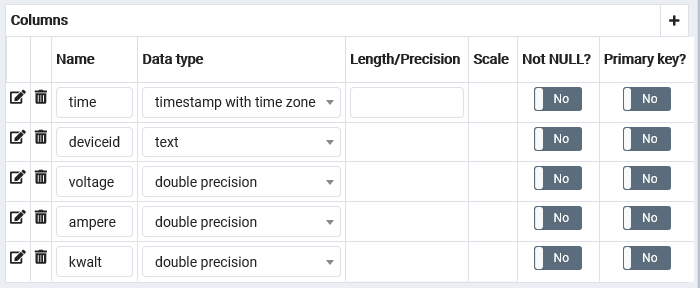 Columns +
Name Data type Length/Precision Scale Not NULL? Primary key?
time timestamp with time zone No No
deviceid text No No
voltage double precision No No
ampere double precision No No
kwalt double precision No No